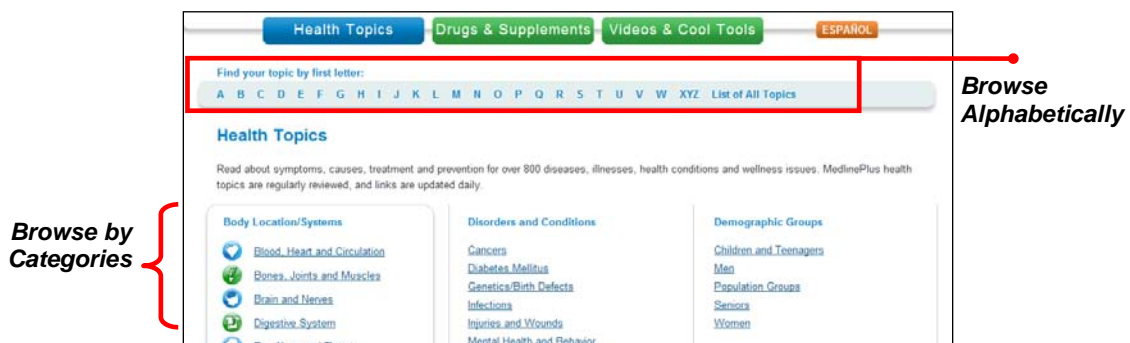 Health Topics Drugs & Supplements Videos & Cool Tools ESPAÑOL
Find your topic by first letter:
A B C D E F G H I J K L M N O P Q R S T U V W XYZ List of All Topics
Browse
Alphabetically
Health Topics
Read about symptoms, causes, treatment and prevention for over 800 diseases, illnesses, health conditions and wellness issues. MedlinePlus health
topics are regularly reviewed, and links are updated daily.
Browse by
Categories
Body Location/Systems
Blood, Heart and Circulation
Bones, Joints and Muscles
Brain and Nerves
Digestive System
Disorders and Conditions
Cancers
Diabetes Mellitus
Genetics/Birth Defects
Infections
Injuries and Wounds
Mental Health and Behavior
Demographic Groups
Children and Teenagers
Men
Population Groups
Seniors
Women